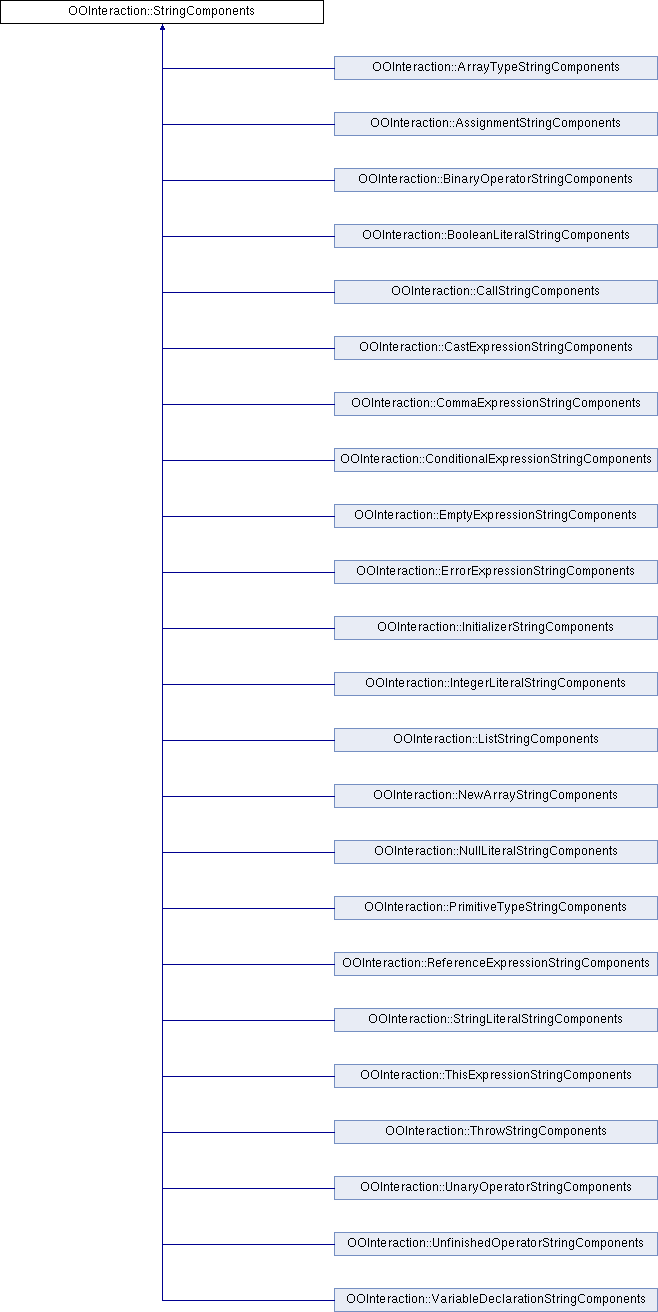 OOInteraction::StringComponents
OOInteraction::ArrayTypeStringComponents
OOInteraction::AssignmentStringComponents
OOInteraction::BinaryOperatorStringComponents
OOInteraction::BooleanLiteralStringComponents
OOInteraction::CallStringComponents
OOInteraction::CastExpressionStringComponents
OOInteraction::CommaExpressionStringComponents
OOInteraction::ConditionalExpressionStringComponents
OOInteraction::EmptyExpressionStringComponents
OOInteraction::ErrorExpressionStringComponents
OOInteraction::InitializerStringComponents
OOInteraction::IntegerLiteralStringComponents
OOInteraction::ListStringComponents
OOInteraction::NewArrayStringComponents
OOInteraction::NullLiteralStringComponents
OOInteraction::PrimitiveTypeStringComponents
OOInteraction::ReferenceExpressionStringComponents
OOInteraction::StringLiteralStringComponents
OOInteraction::ThisExpressionStringComponents
OOInteraction::ThrowStringComponents
OOInteraction::UnaryOperatorStringComponents
OOInteraction::UnfinishedOperatorStringComponents
OOInteraction::VariableDeclarationStringComponents